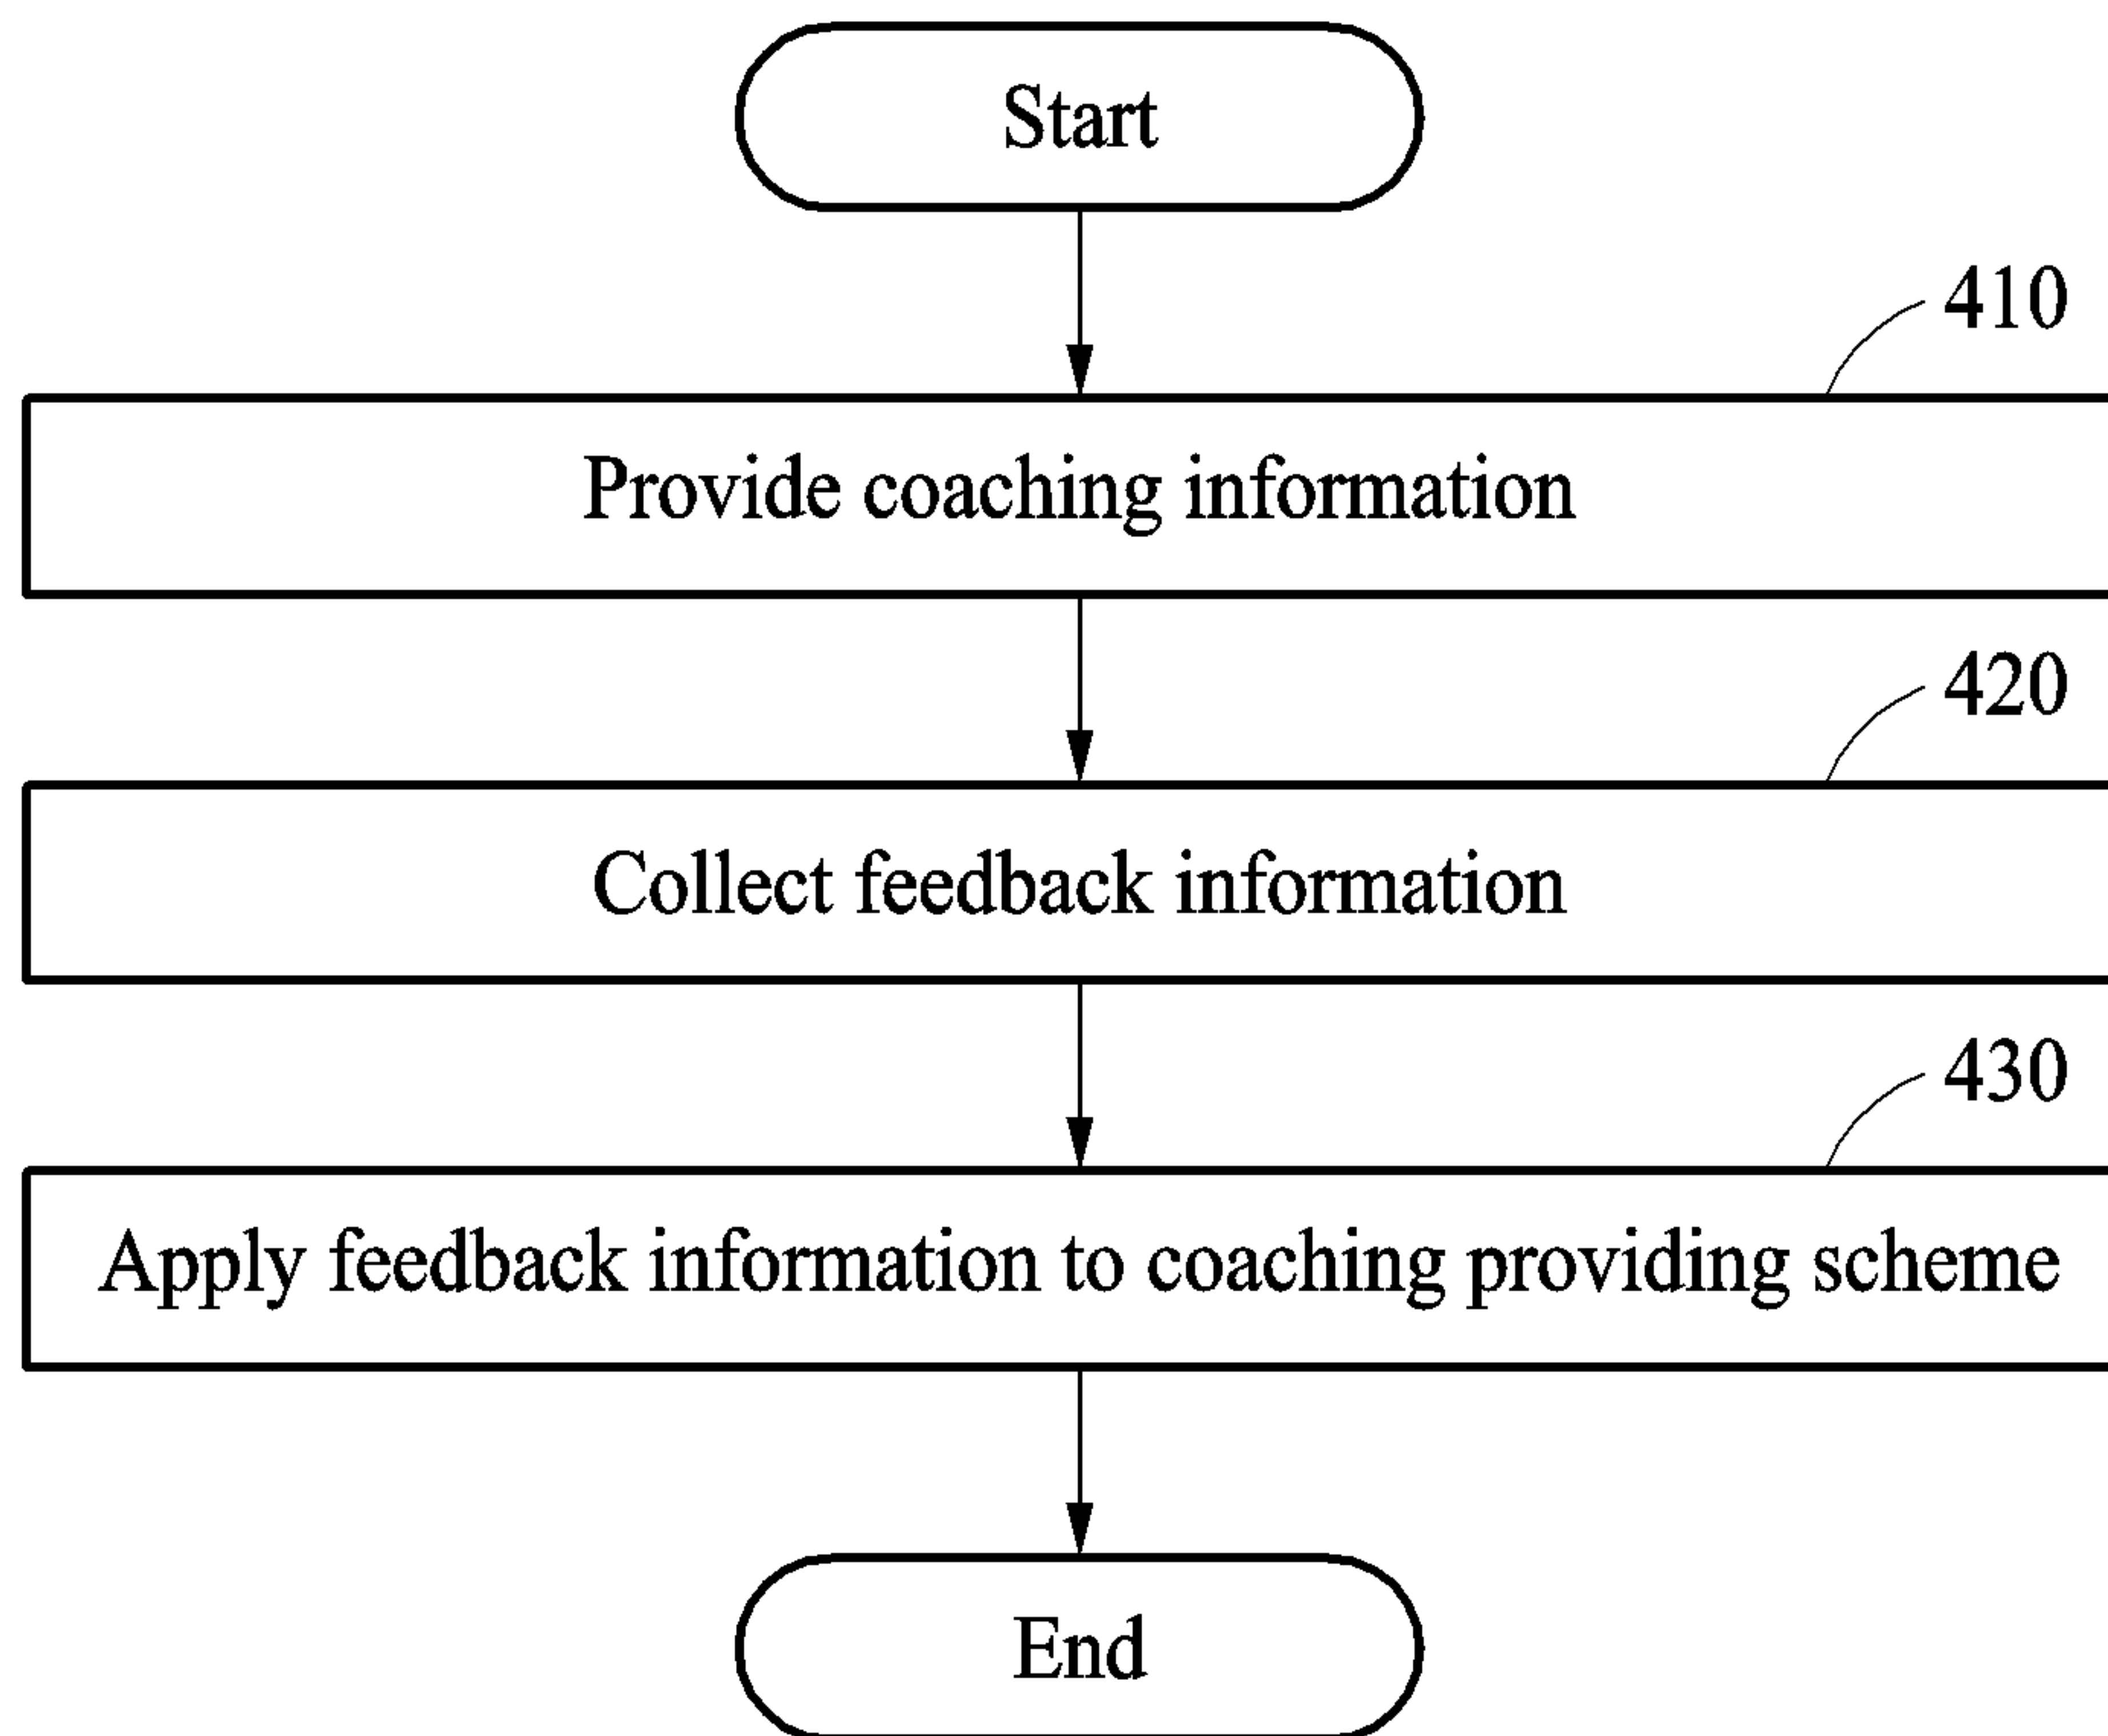 Start
410
Provide coaching information
420
Collect feedback information
430
Apply feedback information to coaching providing scheme
End